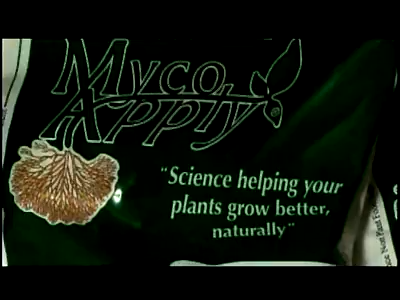 Myco
Apply
"Science helping your
plants grow better,
naturally"